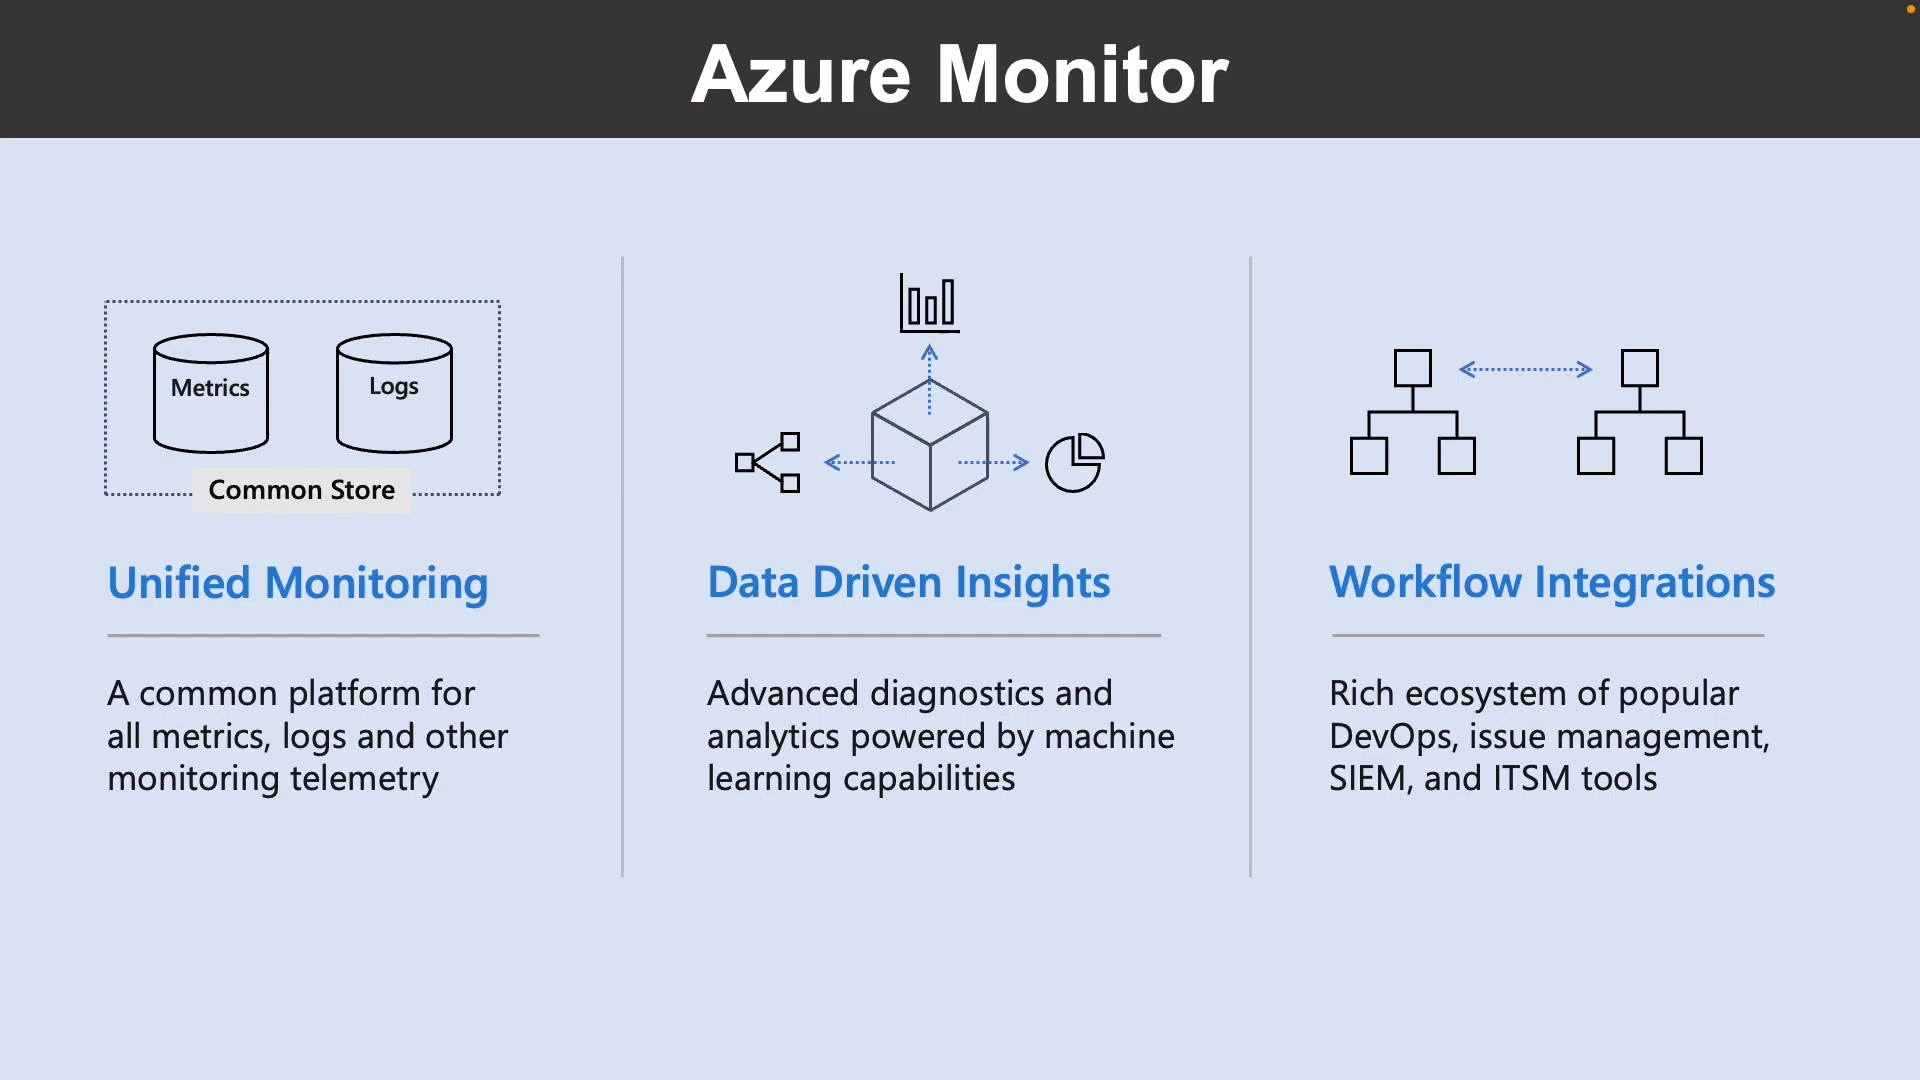 Azure Monitor
Metrics
Logs
Common Store
Unified Monitoring
A common platform for
all metrics, logs and other
monitoring telemetry
Data Driven Insights
Advanced diagnostics and
analytics powered by machine
learning capabilities
Workflow Integrations
Rich ecosystem of popular
DevOps, issue management,
SIEM, and ITSM tools